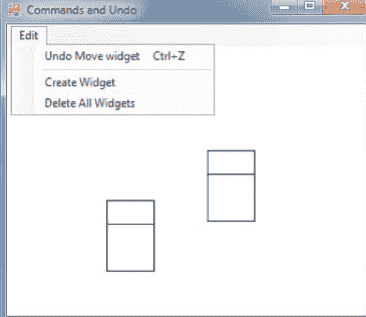 Commands and Undo
Edit
Undo Move widget Ctrl+Z
Create Widget
Delete All Widgets